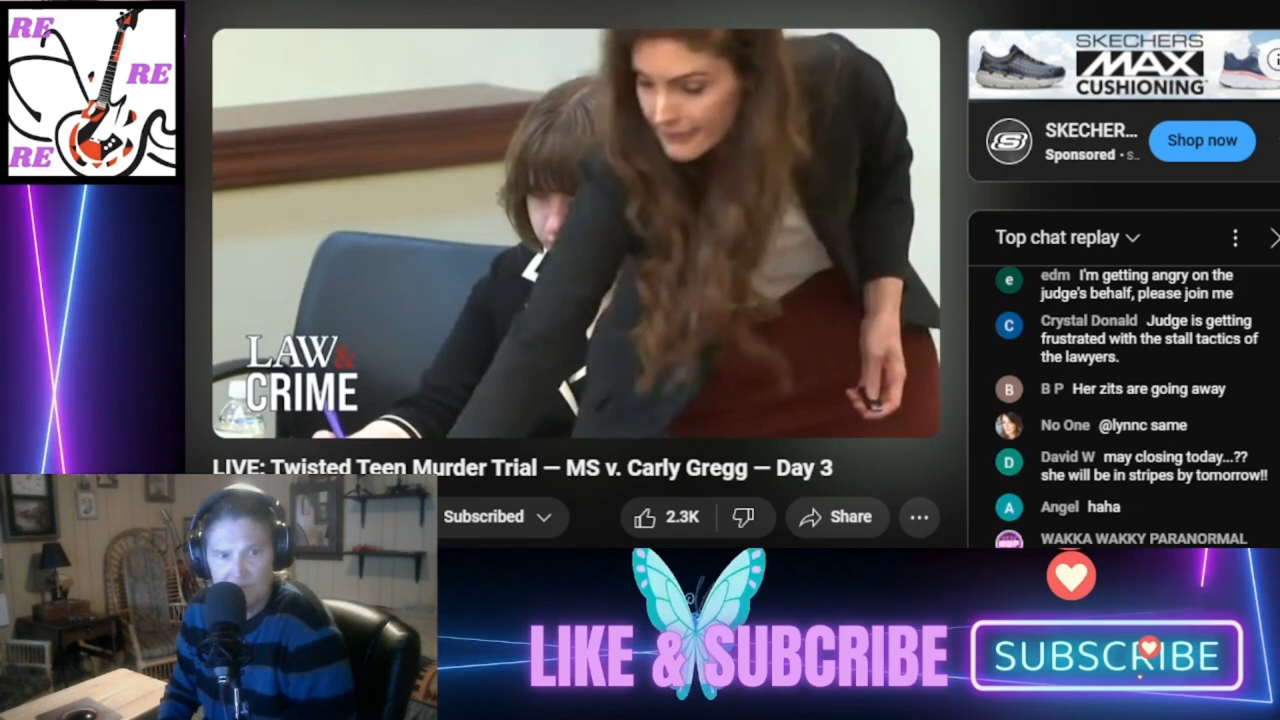 RE
RE
RE
LAW&
CRIME
LIVE: Twisted Teen Murder Trial — MS v. Carly Gregg — Day 3
Subscribed
2.3K
Share
SKECHERS
MAX
CUSHIONING
SKECHER...
Sponsored · s..
Shop now
Top chat replay
e edm I'm getting angry on the
judge's behalf, please join me
C Crystal Donald Judge is getting
frustrated with the stall tactics of
the lawyers.
B B P Her zits are going away
No One @lynnc same
D David W may closing today...??
she will be in stripes by tomorrow!!
A Angel haha
WAKKA WAKKY PARANORMAL
LIKE & SUBCRIBE
SUBSCRIBE